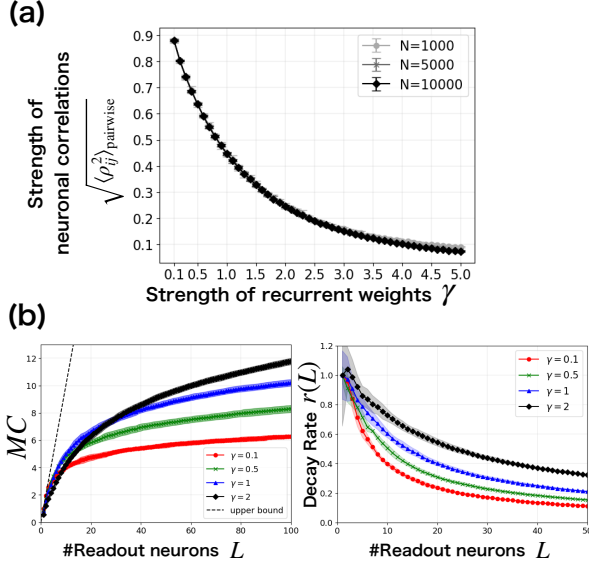 (a)
Strength of
neuronal correlations
√⟨ρ²ᵢⱼ⟩pairwise
0.9
0.8
0.7
0.6
0.5
0.4
0.3
0.2
0.1
N=1000
N=5000
N=10000
0.1 0.5 1.0 1.5 2.0 2.5 3.0 3.5 4.0 4.5 5.0
Strength of recurrent weights γ
(b)
MC
12
10
8
6
4
2
0
γ = 0.1
γ = 0.5
γ = 1
γ = 2
upper bound
0 20 40 60 80 100
#Readout neurons L
Decay Rate r(L)
1.2
1.0
0.8
0.6
0.4
0.2
0.0
γ = 0.1
γ = 0.5
γ = 1
γ = 2
0 10 20 30 40 50
#Readout neurons L